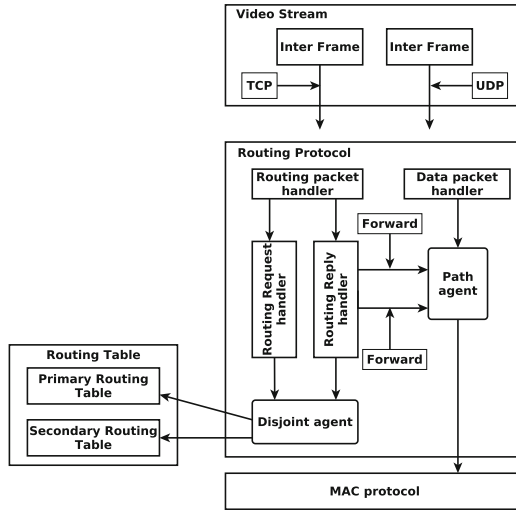 Video Stream
Inter Frame
Inter Frame
TCP
UDP
Routing Protocol
Routing packet
handler
Data packet
handler
Forward
Routing Request
handler
Routing Reply
handler
Path
agent
Forward
Routing Table
Primary Routing
Table
Secondary Routing
Table
Disjoint agent
MAC protocol